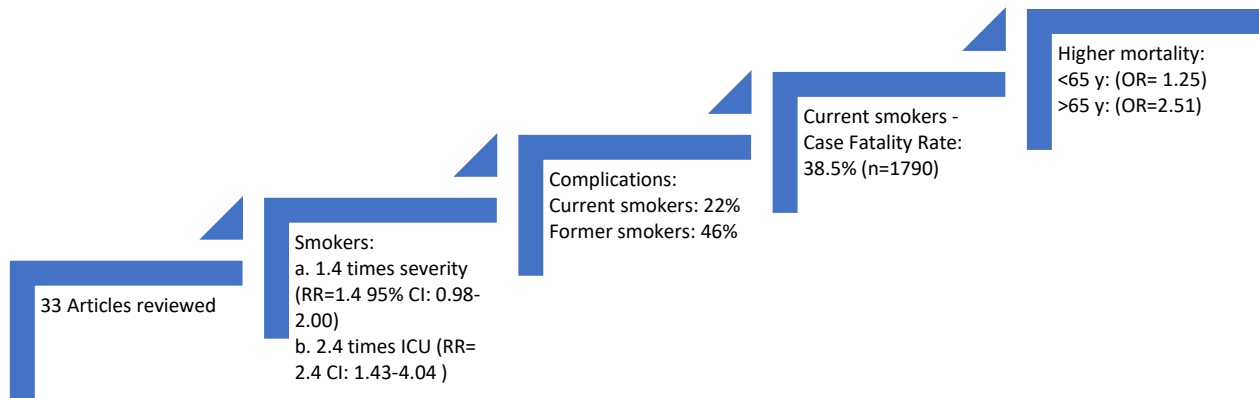 33 Articles reviewed
Smokers:
a. 1.4 times severity
(RR=1.4 95% CI: 0.98-
2.00)
b. 2.4 times ICU (RR=
2.4 CI: 1.43-4.04 )
Complications:
Current smokers: 22%
Former smokers: 46%
Current smokers -
Case Fatality Rate:
38.5% (n=1790)
Higher mortality:
<65 y: (OR= 1.25)
>65 y: (OR=2.51)